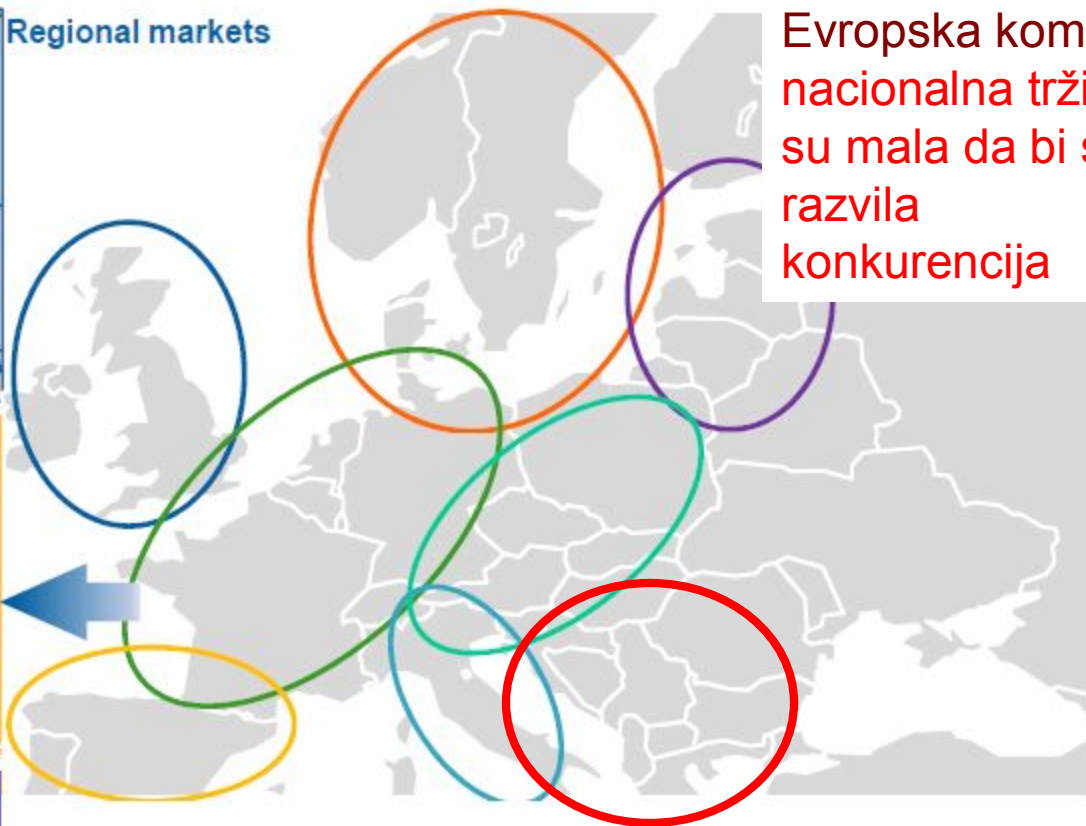 Regional markets
Evropska kom
nacionalna trži
su mala da bi s
razvila
konkurencija